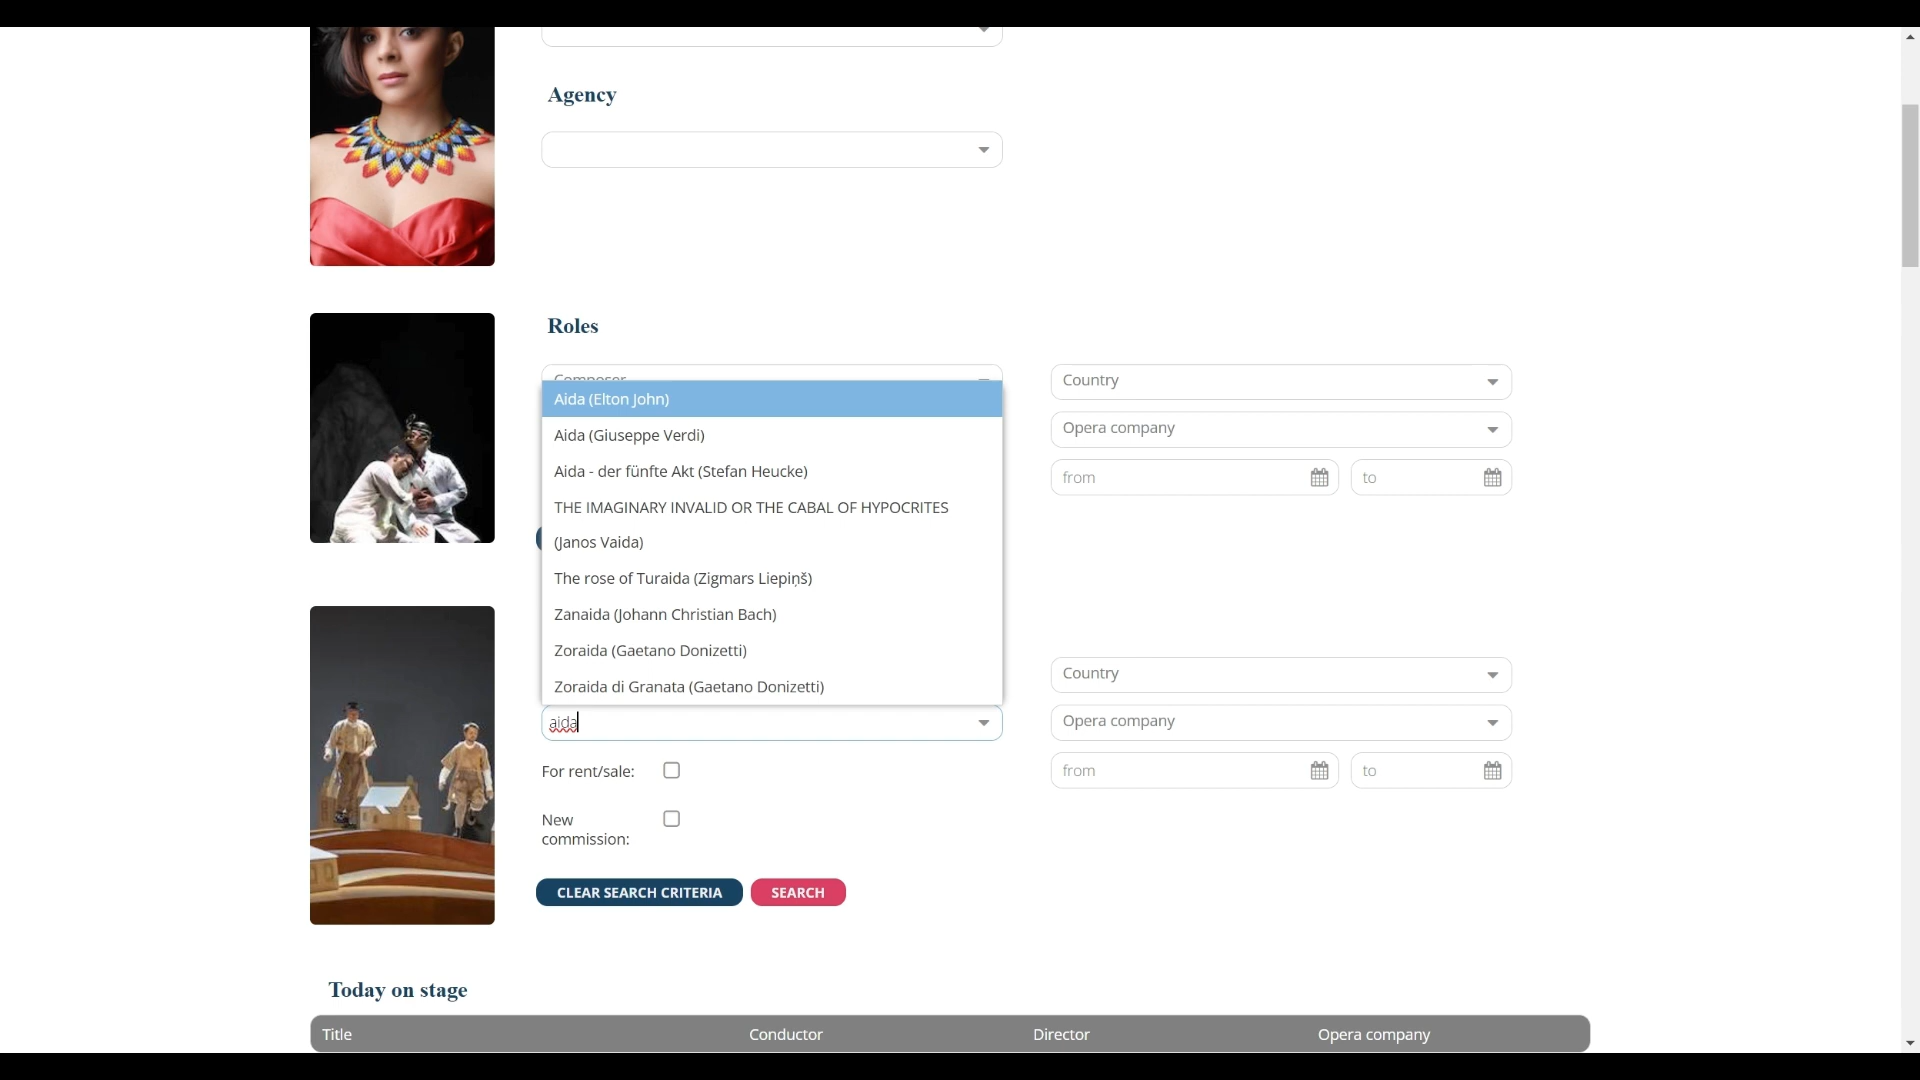 Agency
Roles
Composer
Country
Aida (Elton John)
Aida (Giuseppe Verdi)
Opera company
Aida - der fünfte Akt (Stefan Heucke)
from
to
THE IMAGINARY INVALID OR THE CABAL OF HYPOCRITES
(Janos Vaida)
The rose of Turaida (Zigmars Liepiņš)
Zanaida (Johann Christian Bach)
Zoraida (Gaetano Donizetti)
Country
Zoraida di Granata (Gaetano Donizetti)
aida
Opera company
For rent/sale:
from
to
New
commission:
CLEAR SEARCH CRITERIA
SEARCH
Today on stage
Title
Conductor
Director
Opera company